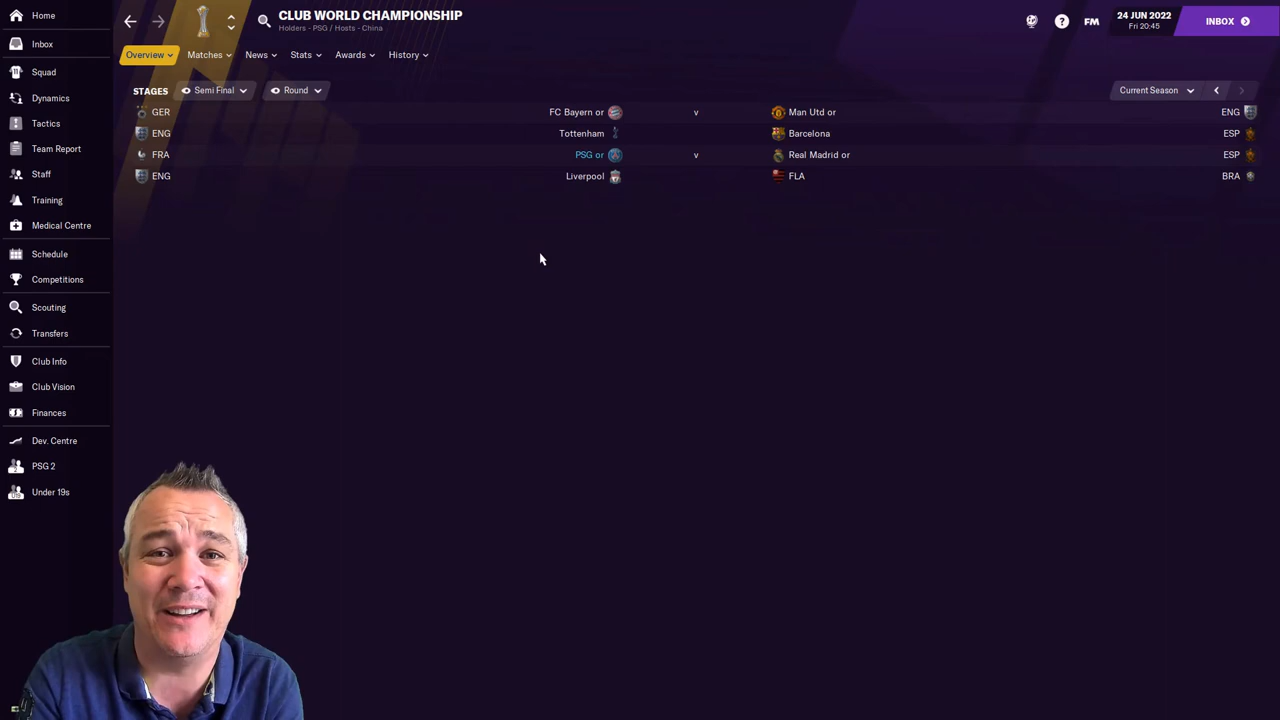 Home
Inbox
Squad
Dynamics
Tactics
Team Report
Staff
Training
Medical Centre
Schedule
Competitions
Scouting
Transfers
Club Info
Club Vision
Finances
Dev. Centre
PSG 2
Under 19s
CLUB WORLD CHAMPIONSHIP
Holders - PSG / Hosts - China
FM
24 JUN 2022
Fri 20:45
INBOX
Overview Matches News Stats Awards History
STAGES Semi Final Round Current Season
GER FC Bayern or v Man Utd or ENG
ENG Tottenham Barcelona ESP
FRA PSG or v Real Madrid or ESP
ENG Liverpool FLA BRA